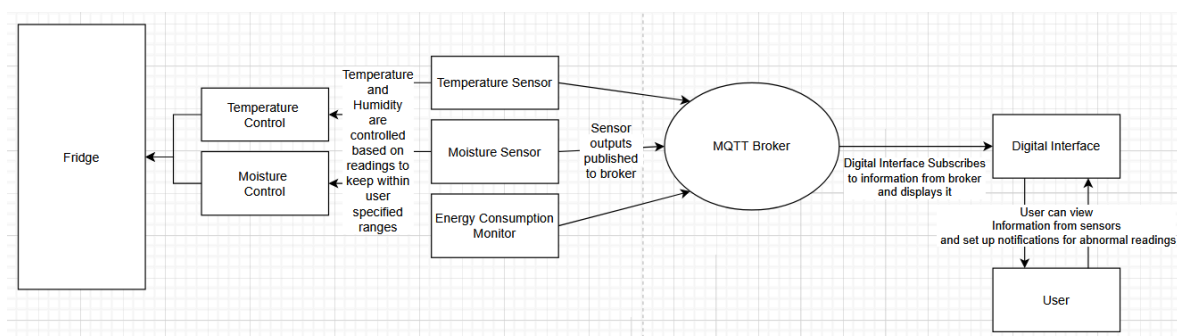 Fridge
Temperature
Control
Moisture
Control
Temperature
and
Humidity
are
controlled
based on
readings to
keep within
user
specified
ranges
Temperature Sensor
Moisture Sensor
Energy Consumption
Monitor
Sensor
outputs
published
to broker
MQTT Broker
Digital Interface Subscribes
to information from broker
and displays it
Digital Interface
User can view
Information from sensors
and set up notifications for abnormal readings
User